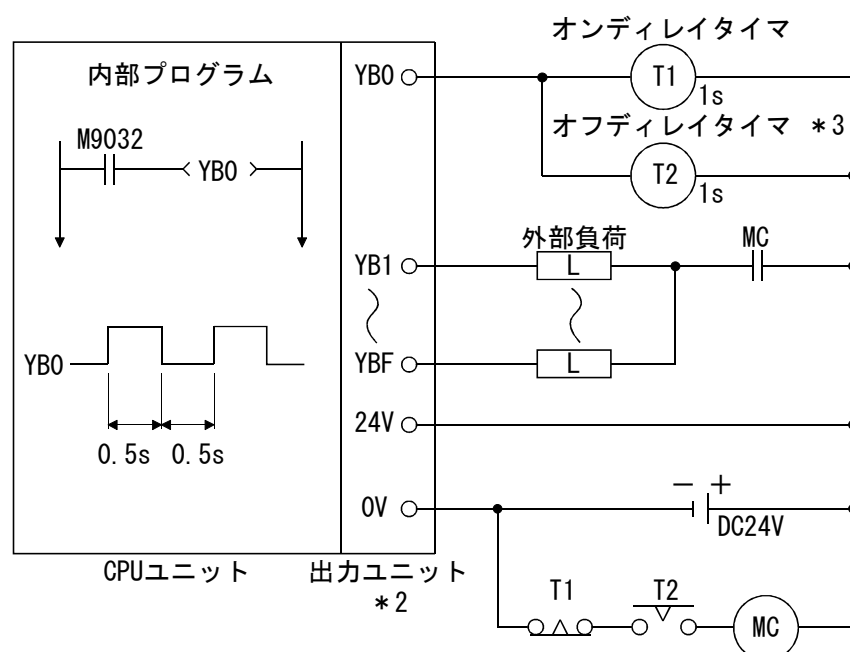 オンディレイタイマ
内部プログラム
YB0
T1
1s
M9032
オフディレイタイマ *3
YB0
T2
1s
外部負荷
MC
YB1
L
YB0
YBF
L
24V
0.5s 0.5s
− +
0V
DC24V
CPUユニット
出力ユニット
*2
T1
T2
MC